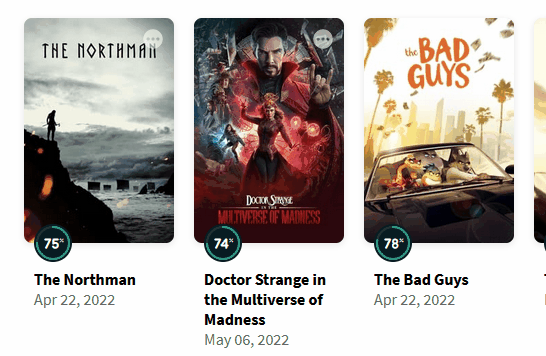 THE NORTHMAN
DOCTOR STRANGE
IN THE
MULTIVERSE OF MADNESS
the BAD
GUYS
75%
74%
78%
The Northman
Apr 22, 2022
Doctor Strange in
the Multiverse of
Madness
May 06, 2022
The Bad Guys
Apr 22, 2022